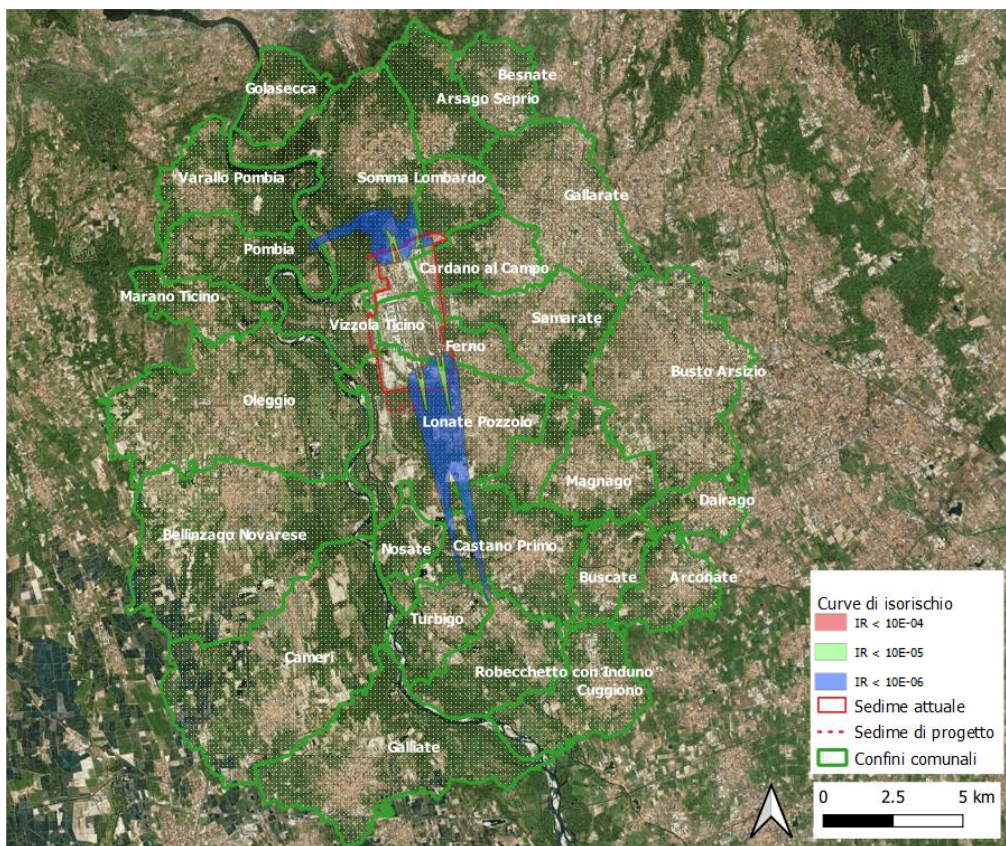 Besnate
Golasecca
Arsago Seprio
Varallo Pombia
Somma Lombardo
Gallarate
Pombia
Cardano al Campo
Marano Ticino
Vizzola Ticino
Samarate
Ferno
Busto Arsizio
Oleggio
Lonate Pozzolo
Magnago
Dairago
Bellinzago Novarese
Nosate
Castano Primo
Buscate
Arconate
Turbigo
Cameri
Robecchetto con Induno
Cuggiono
Galliate
Curve di isorischio
IR < 10E-04
IR < 10E-05
IR < 10E-06
Sedime attuale
Sedime di progetto
Confini comunali
0 2.5 5 km